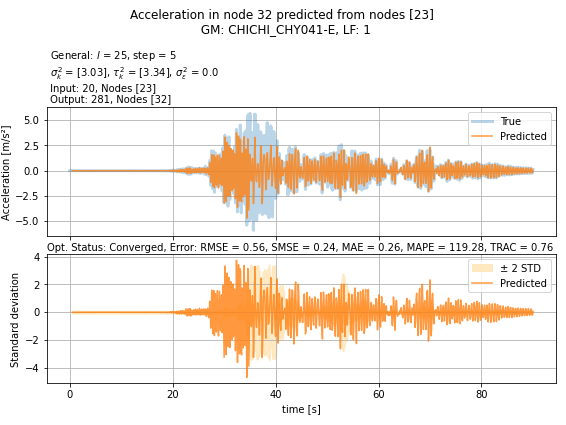 Acceleration in node 32 predicted from nodes [23]
GM: CHICHI_CHY041-E, LF: 1
General: l = 25, step = 5
σ²ₖ = [3.03], τ²ₖ = [3.34], σ²ε = 0.0
Input: 20, Nodes [23]
Output: 281, Nodes [32]
Acceleration [m/s²]
5.0
2.5
0.0
−2.5
−5.0
True
Predicted
Opt. Status: Converged, Error: RMSE = 0.56, SMSE = 0.24, MAE = 0.26, MAPE = 119.28, TRAC = 0.76
Standard deviation
4
2
0
−2
−4
± 2 STD
Predicted
0 20 40 60 80
time [s]